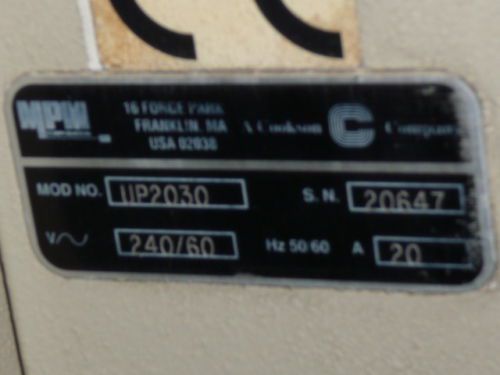 MPM
16 FORGE PARK
FRANKLIN, MA
USA 02038
A Cookson C Company
MOD NO. UP2030 S. N. 20647
V 240/60 Hz 50/60 A 20